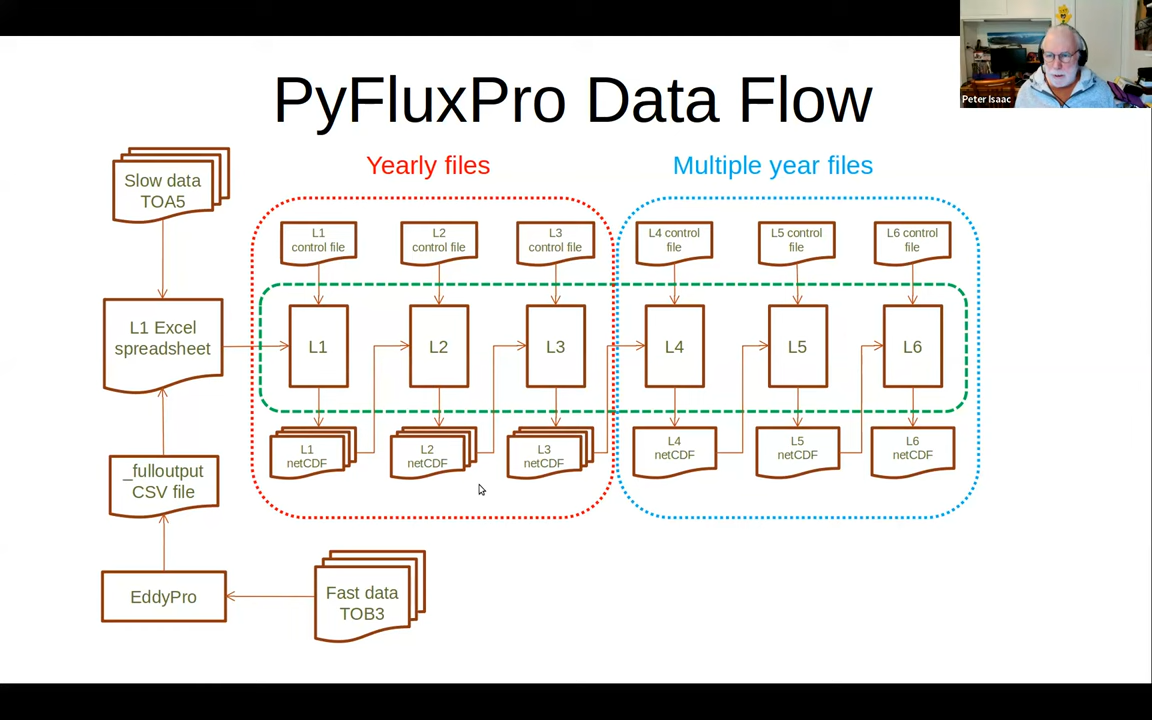 PyFluxPro Data Flow
Peter Isaac
Yearly files
Multiple year files
Slow data
TOA5
L1
control file
L2
control file
L3
control file
L4 control
file
L5 control
file
L6 control
file
L1 Excel
spreadsheet
L1
L2
L3
L4
L5
L6
L1
netCDF
L2
netCDF
L3
netCDF
L4
netCDF
L5
netCDF
L6
netCDF
_fulloutput
CSV file
EddyPro
Fast data
TOB3